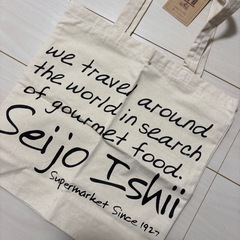 we travel around
the world in search
of gourmet food.
Seijo Ishii
Supermarket Since 1927